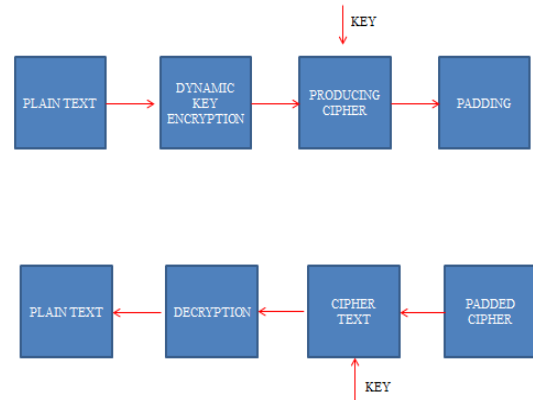 KEY
PLAIN TEXT
DYNAMIC
KEY
ENCRYPTION
PRODUCING
CIPHER
PADDING
PLAIN TEXT
DECRYPTION
CIPHER
TEXT
PADDED
CIPHER
KEY